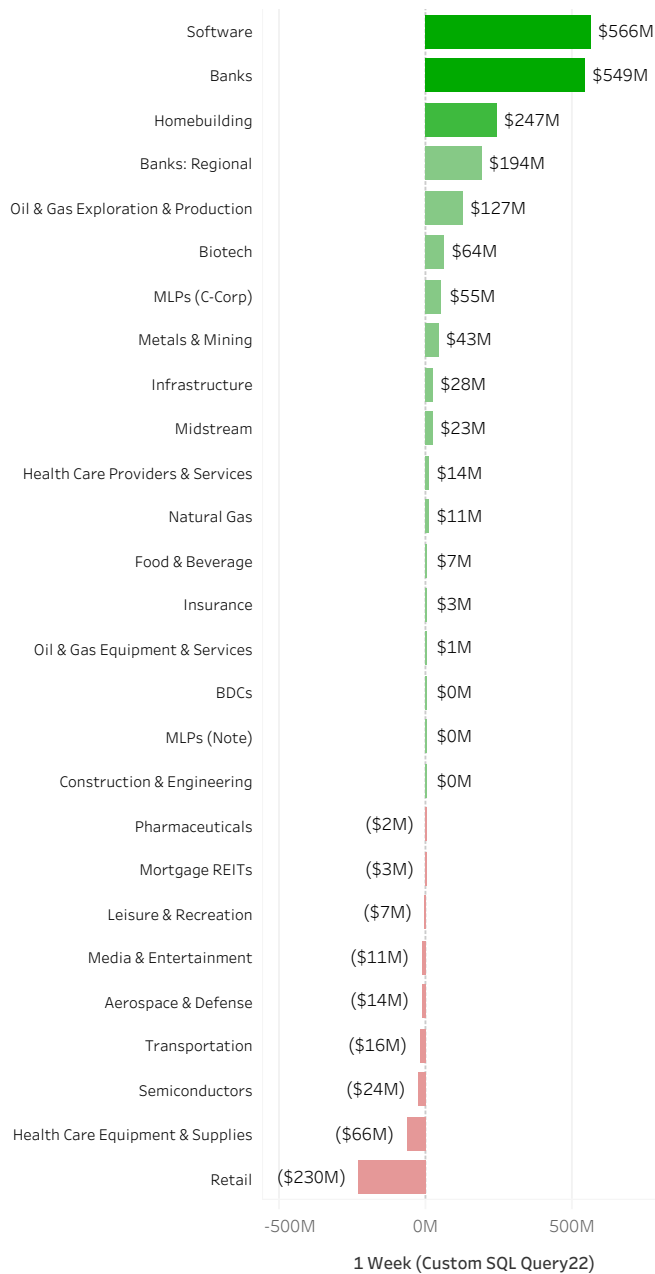 Software $566M
Banks $549M
Homebuilding $247M
Banks: Regional $194M
Oil & Gas Exploration & Production $127M
Biotech $64M
MLPs (C-Corp) $55M
Metals & Mining $43M
Infrastructure $28M
Midstream $23M
Health Care Providers & Services $14M
Natural Gas $11M
Food & Beverage $7M
Insurance $3M
Oil & Gas Equipment & Services $1M
BDCs $0M
MLPs (Note) $0M
Construction & Engineering $0M
Pharmaceuticals ($2M)
Mortgage REITs ($3M)
Leisure & Recreation ($7M)
Media & Entertainment ($11M)
Aerospace & Defense ($14M)
Transportation ($16M)
Semiconductors ($24M)
Health Care Equipment & Supplies ($66M)
Retail ($230M)
-$500M 0M $500M
1 Week (Custom SQL Query22)